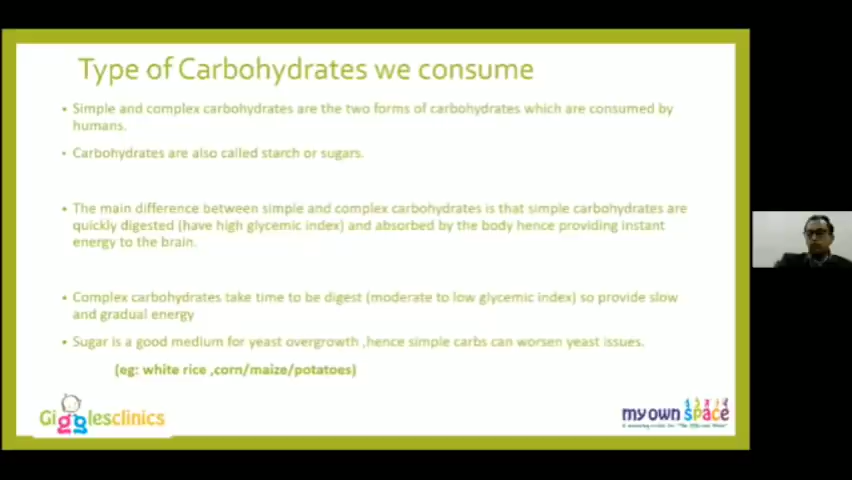 Type of Carbohydrates we consume
• Simple and complex carbohydrates are the two forms of carbohydrates which are consumed by
humans.
• Carbohydrates are also called starch or sugars.
• The main difference between simple and complex carbohydrates is that simple carbohydrates are
quickly digested (have high glycemic index) and absorbed by the body hence providing instant
energy to the brain.
• Complex carbohydrates take time to be digest (moderate to low glycemic index) so provide slow
and gradual energy
• Sugar is a good medium for yeast overgrowth ,hence simple carbs can worsen yeast issues.
(eg: white rice ,corn/maize/potatoes)
Gigglesclinics
my own space